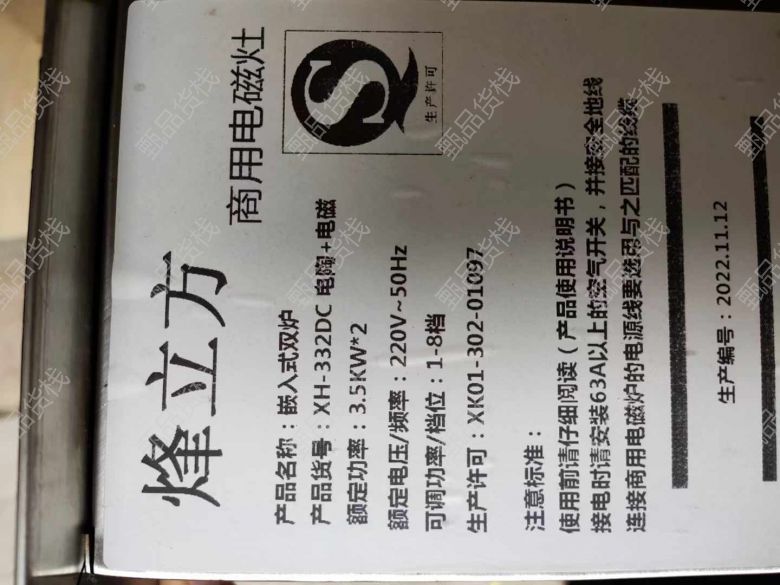 烽立方
商用电磁灶
生产许可
产品名称：嵌入式双炉
产品货号：XH-332DC 电陶+电磁
额定功率：3.5KW*2
额定电压/频率：220V~50Hz
可调功率/档位：1-8档
生产许可：XK01-302-01097
注意标准：
使用前请仔细阅读（产品使用说明书）
接电时请安装63A以上的空气开关，并接安全地线
连接商用电磁炉的电源线要选用与之匹配的线缆
生产编号：2022.11.12
甄品货栈